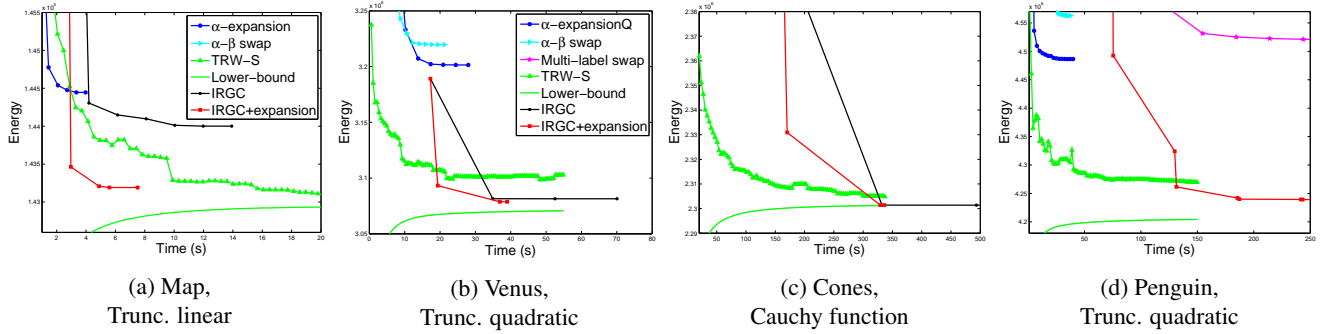 1.455 x 10^6
1.45
1.445
1.44
1.435
1.43
Energy
2 4 6 8 10 12 14 16 18 20
Time (s)
α−expansion
α−β swap
TRW−S
Lower−bound
IRGC
IRGC+expansion
(a) Map,
Trunc. linear
3.25 x 10^6
3.2
3.15
3.1
3.05
Energy
0 10 20 30 40 50 60 70 80
Time (s)
α−expansionQ
α−β swap
Multi−label swap
TRW−S
Lower−bound
IRGC
IRGC+expansion
(b) Venus,
Trunc. quadratic
2.38
2.37
2.36
2.35
2.34
2.33
2.32
2.31
2.3
2.29
Energy
50 100 150 200 250 300 350 400 450 500
Time (s)
(c) Cones,
Cauchy function
4.55
4.5
4.45
4.4
4.35
4.3
4.25
4.2
Energy
50 100 150 200 250
Time (s)
(d) Penguin,
Trunc. quadratic